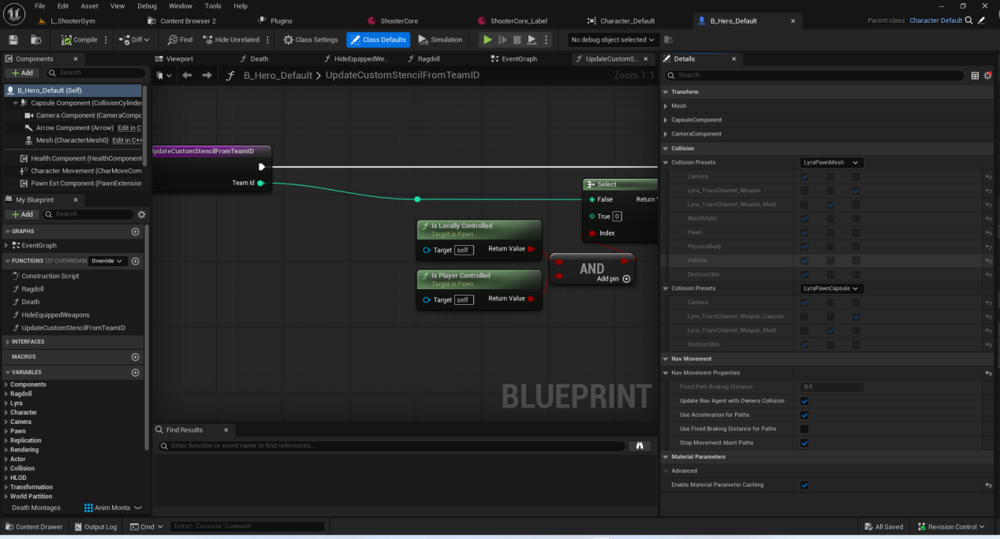 File Edit Asset View Debug Window Tools Help
L_ShooterGym Content Browser 2 Plugins ShooterCore ShooterCore_Label Character_Default B_Hero_Default Parent class: Character Default
Compile Diff Find Hide Unrelated Class Settings Class Defaults Simulation No debug object selected
Components
Add Search
B_Hero_Default (Self)
Capsule Component (CollisionCylinder
Camera Component (CameraCompo
Arrow Component (Arrow) Edit in C
Mesh (CharacterMesh0) Edit in C++
Health Component (HealthComponent
Character Movement (CharMoveCom
Pawn Ext Component (PawnExtension
My Blueprint
Add Search
GRAPHS
EventGraph
FUNCTIONS (37 OVERRIDABL Override
Construction Script
Ragdoll
Death
HideEquippedWeapons
UpdateCustomStencilFromTeamID
INTERFACES
MACROS
VARIABLES
Components
Ragdoll
Lyra
Character
Camera
Pawn
Replication
Rendering
Actor
Collision
HLOD
Transformation
World Partition
Death Montages Anim Monta
Viewport Death HideEquippedWe... Ragdoll EventGraph UpdateCustomS...
B_Hero_Default > UpdateCustomStencilFromTeamID Zoom 1:1
UpdateCustomStencilFromTeamID
Team Id
Select
False Return V
True 0
Index
Is Locally Controlled
Target is Pawn
Target self Return Value
Is Player Controlled
Target is Pawn
Target self Return Value
AND
Add pin
BLUEPRINT
Find Results
Enter function or event name to find references...
Details
Search
Transform
Mesh
CapsuleComponent
CameraComponent
Collision
Collision Presets LyraPawnMesh
Camera
Lyra_TraceChannel_Weapon
Lyra_TraceChannel_Weapon_Multi
WorldStatic
Pawn
PhysicsBody
Vehicle
Destructible
Collision Presets LyraPawnCapsule
Camera
Lyra_TraceChannel_Weapon_Capsule
Lyra_TraceChannel_Weapon_Multi
Destructible
Nav Movement
Nav Movement Properties
Fixed Path Braking Distance 0.0
Update Nav Agent with Owners Collision
Use Acceleration for Paths
Use Fixed Braking Distance for Paths
Stop Movement Abort Paths
Material Parameters
Advanced
Enable Material Parameter Caching
Content Drawer Output Log Cmd Enter Console Command All Saved Revision Control